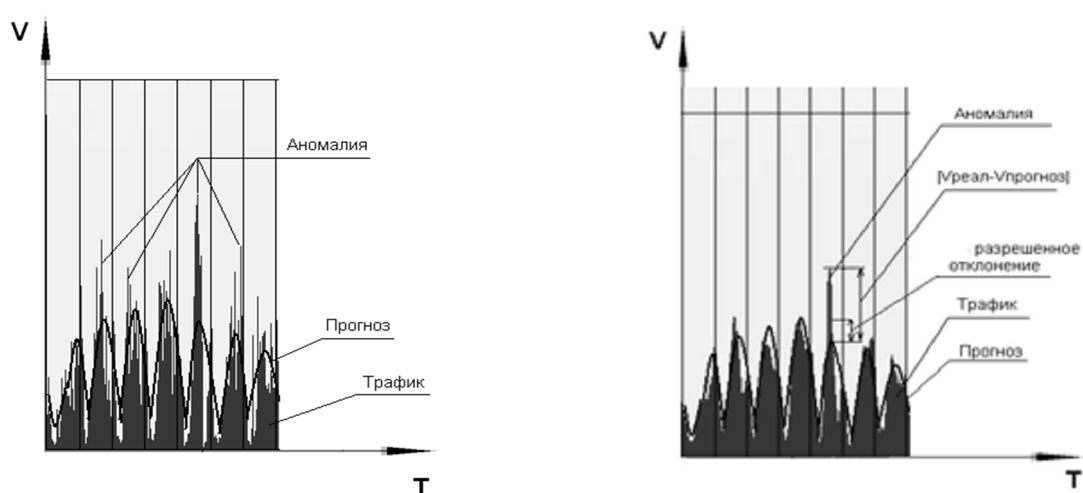 V
Аномалия
Прогноз
Трафик
T
V
Аномалия
|Vреал-Vпрогноз|
разрешенное
отклонение
Трафик
Прогноз
T